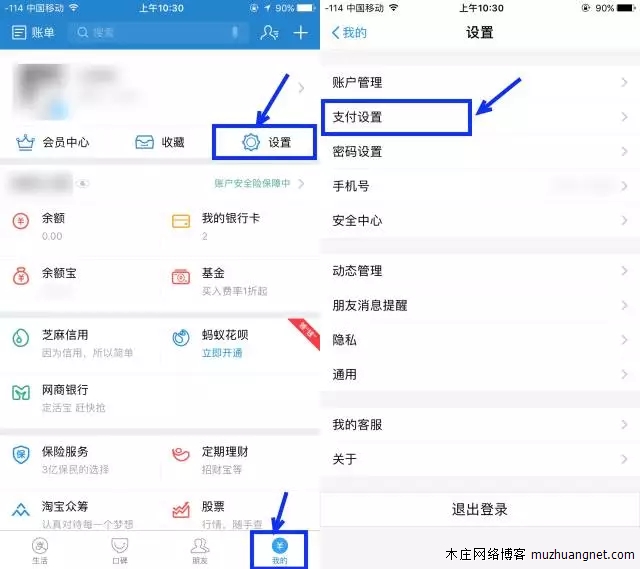 -114 中国移动 上午10:30 90%
账单 搜索
会员中心 收藏 设置
账户安全险保障中
余额 我的银行卡
0.00 2
余额宝 基金
买入费率1折起
芝麻信用 蚂蚁花呗
因为信用，所以简单 立即开通
网商银行
定活宝 赶快抢
保险服务 定期理财
3亿保民的选择 招财宝等
淘宝众筹 股票
认真对待每一个梦想 行情，随手查
生活 口碑 朋友 我的
-114 中国移动 上午10:30 90%
我的 设置
账户管理
支付设置
密码设置
手机号
安全中心
动态管理
朋友消息提醒
隐私
通用
我的客服
关于
退出登录
木庄网络博客 muzhuangnet.com